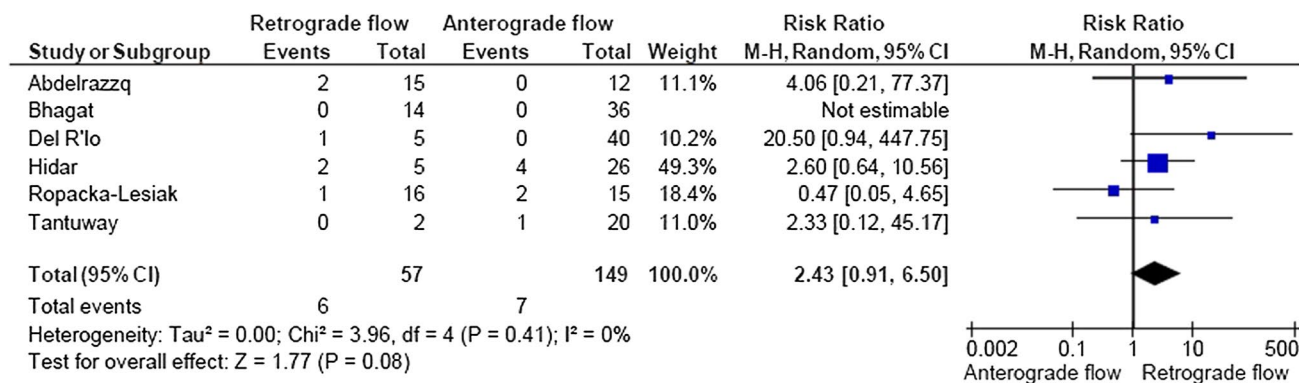 Retrograde flow Anterograde flow Risk Ratio Risk Ratio
Study or Subgroup Events Total Events Total Weight M-H, Random, 95% CI M-H, Random, 95% CI
Abdelrazzq 2 15 0 12 11.1% 4.06 [0.21, 77.37]
Bhagat 0 14 0 36 Not estimable
Del R'Io 1 5 0 40 10.2% 20.50 [0.94, 447.75]
Hidar 2 5 4 26 49.3% 2.60 [0.64, 10.56]
Ropacka-Lesiak 1 16 2 15 18.4% 0.47 [0.05, 4.65]
Tantuway 0 2 1 20 11.0% 2.33 [0.12, 45.17]
Total (95% CI) 57 149 100.0% 2.43 [0.91, 6.50]
Total events 6 7
Heterogeneity: Tau² = 0.00; Chi² = 3.96, df = 4 (P = 0.41); I² = 0%
Test for overall effect: Z = 1.77 (P = 0.08)
0.002 0.1 1 10 500
Anterograde flow Retrograde flow